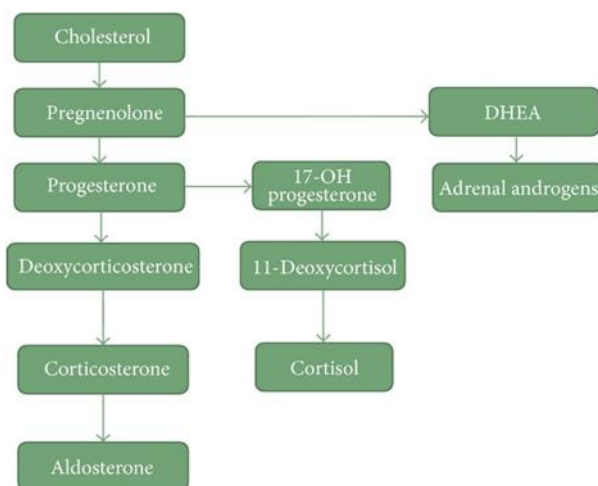 Cholesterol
Pregnenolone
DHEA
Progesterone
17-OH
progesterone
Adrenal androgens
Deoxycorticosterone
11-Deoxycortisol
Corticosterone
Cortisol
Aldosterone